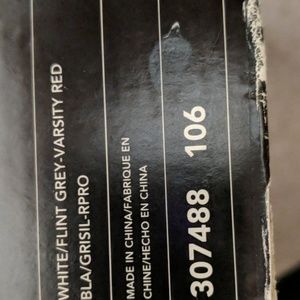 WHITE/FLINT GREY-VARSITY RED
BLA/GRISIL-RPRO
MADE IN CHINA/FABRIQUE EN
CHINE/HECHO EN CHINA
307488 106